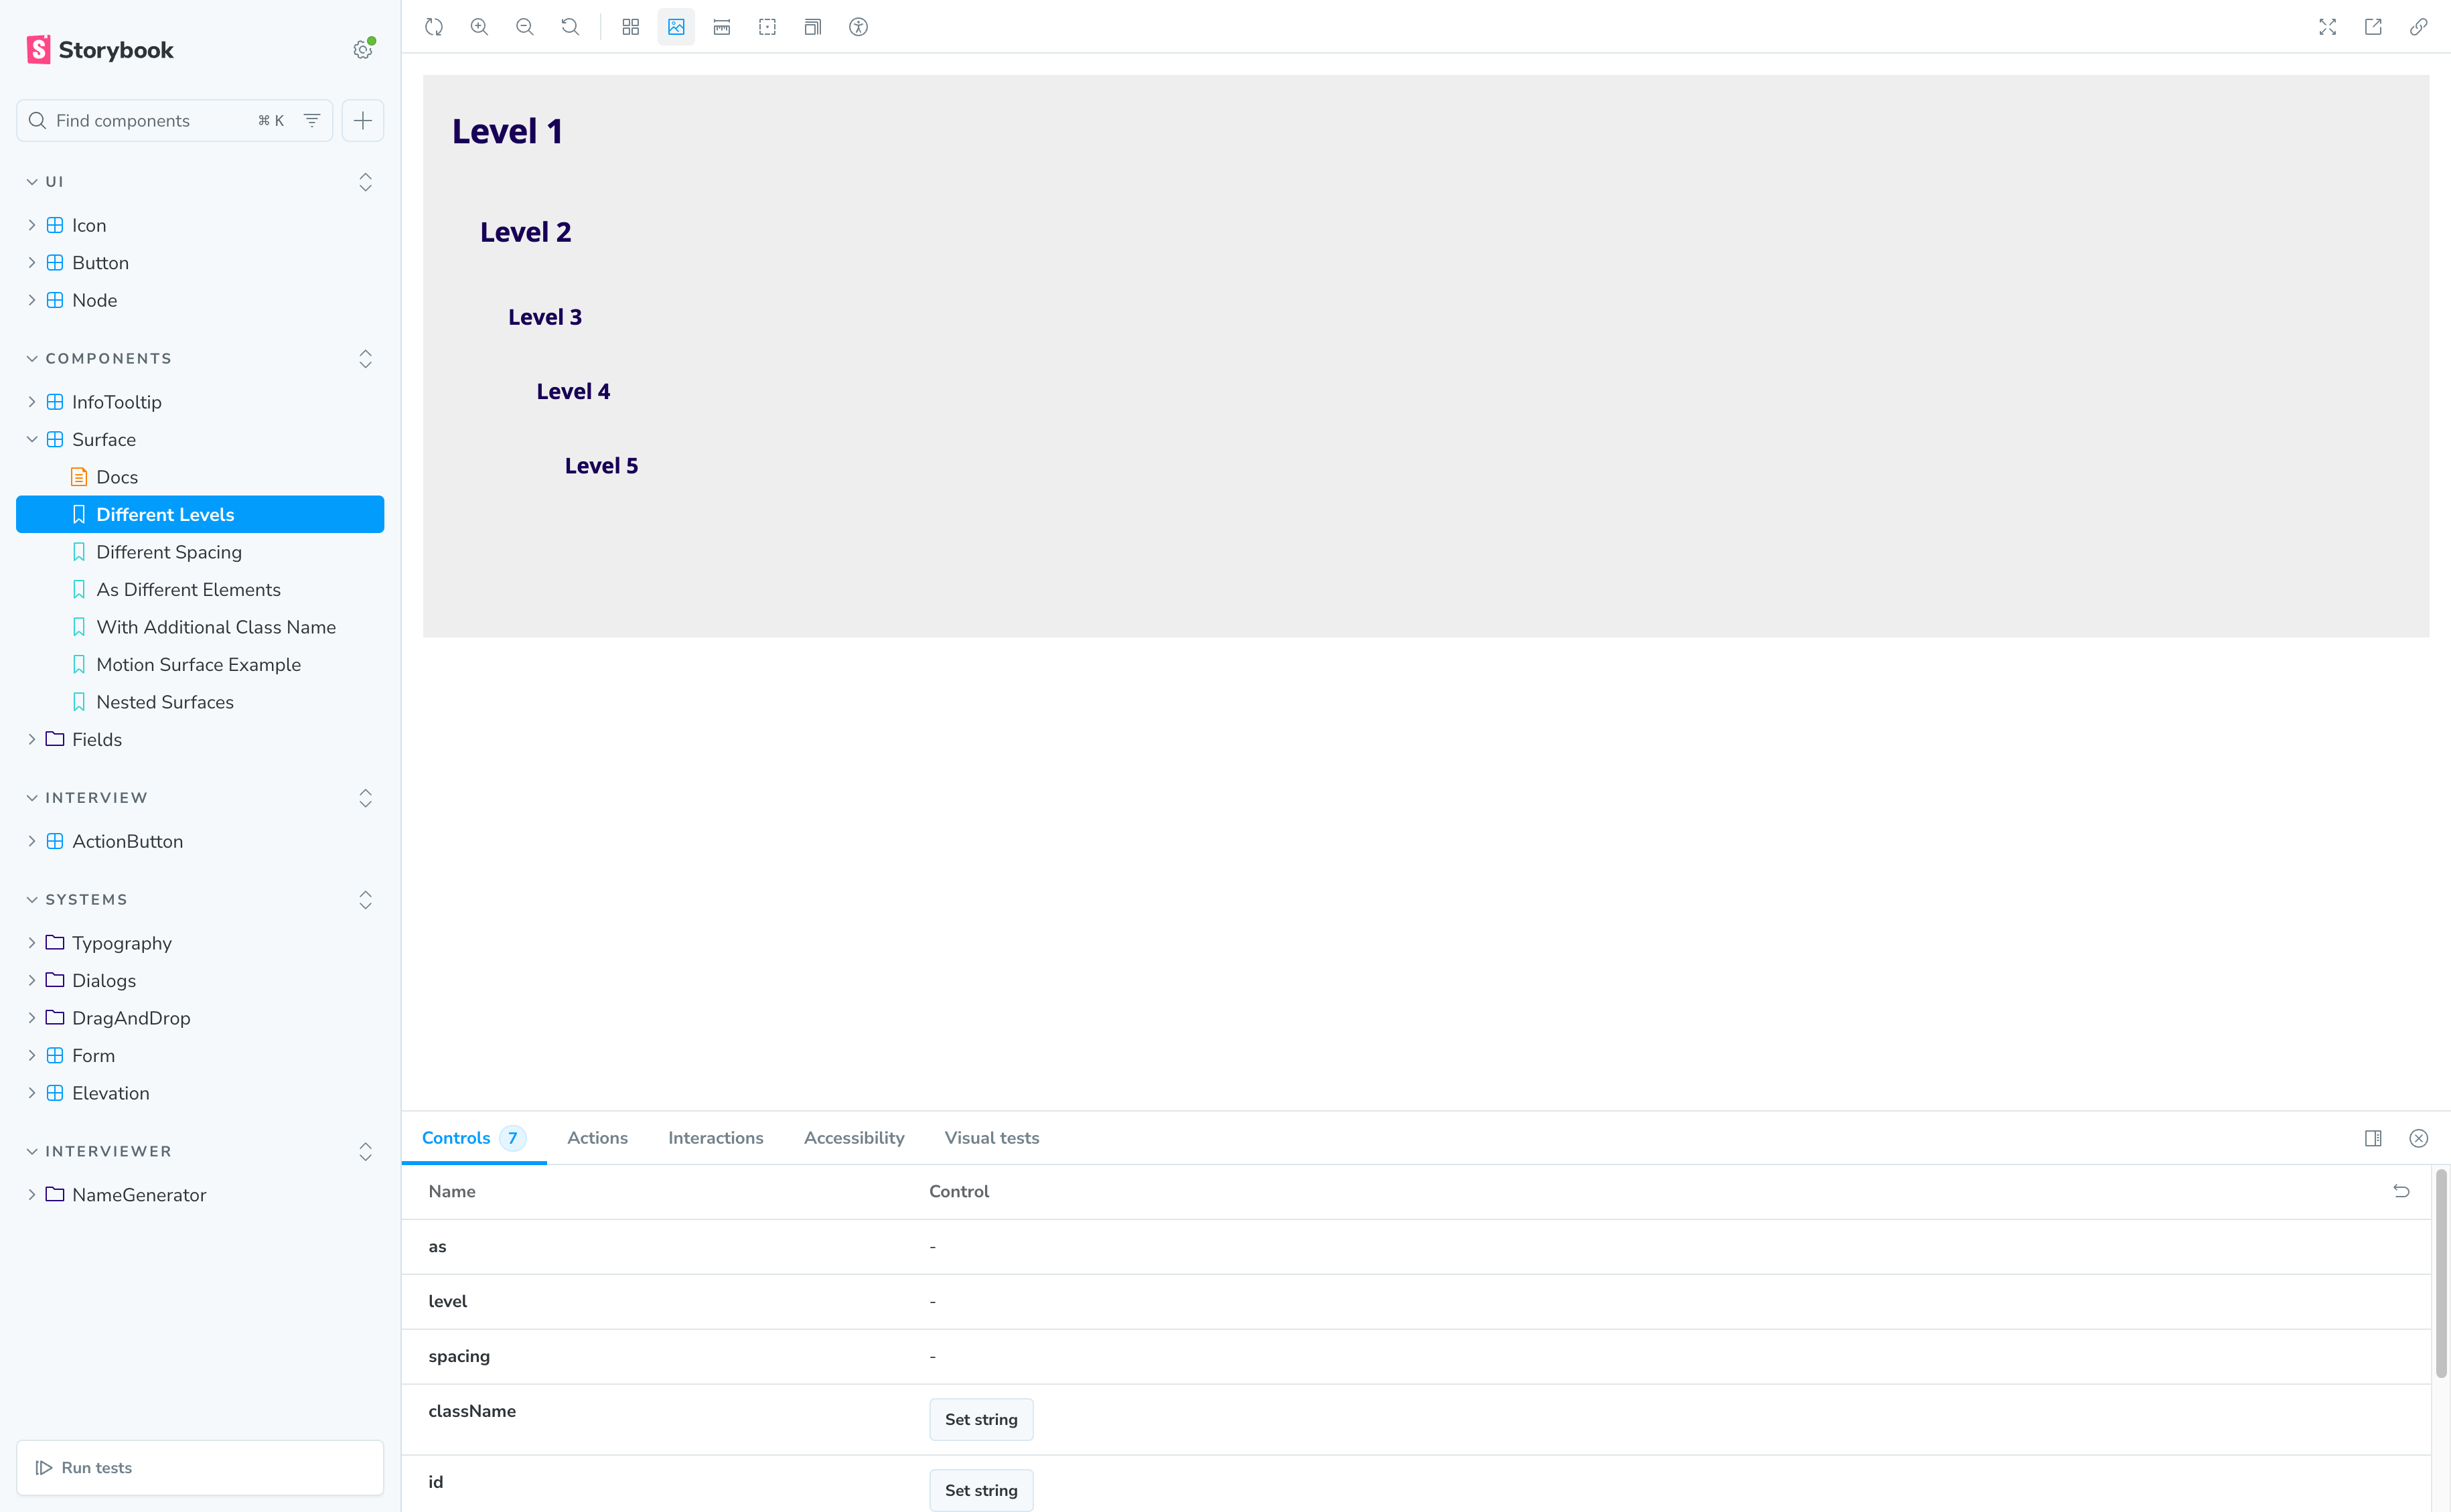 Storybook
Find components
⌘ K
UI
Icon
Button
Node
COMPONENTS
InfoTooltip
Surface
Docs
Different Levels
Different Spacing
As Different Elements
With Additional Class Name
Motion Surface Example
Nested Surfaces
Fields
INTERVIEW
ActionButton
SYSTEMS
Typography
Dialogs
DragAndDrop
Form
Elevation
INTERVIEWER
NameGenerator
Run tests
Level 1
Level 2
Level 3
Level 4
Level 5
Controls 7 Actions Interactions Accessibility Visual tests
Name Control
as -
level -
spacing -
className Set string
id Set string